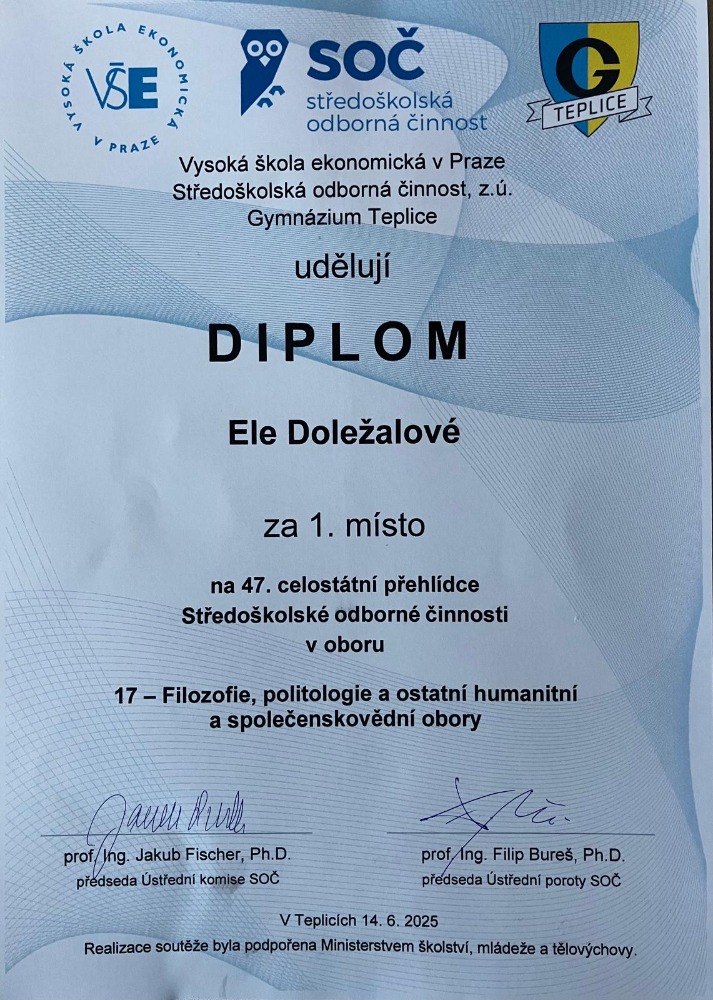 VYSOKÁ ŠKOLA EKONOMICKÁ V PRAZE
VŠE
SOČ
středoškolská
odborná činnost
G
TEPLICE
Vysoká škola ekonomická v Praze
Středoškolská odborná činnost, z.ú.
Gymnázium Teplice
udělují
DIPLOM
Ele Doležalové
za 1. místo
na 47. celostátní přehlídce
Středoškolské odborné činnosti
v oboru
17 – Filozofie, politologie a ostatní humanitní
a společenskovědní obory
prof. Ing. Jakub Fischer, Ph.D.
předseda Ústřední komise SOČ
prof. Ing. Filip Bureš, Ph.D.
předseda Ústřední poroty SOČ
V Teplicích 14. 6. 2025
Realizace soutěže byla podpořena Ministerstvem školství, mládeže a tělovýchovy.